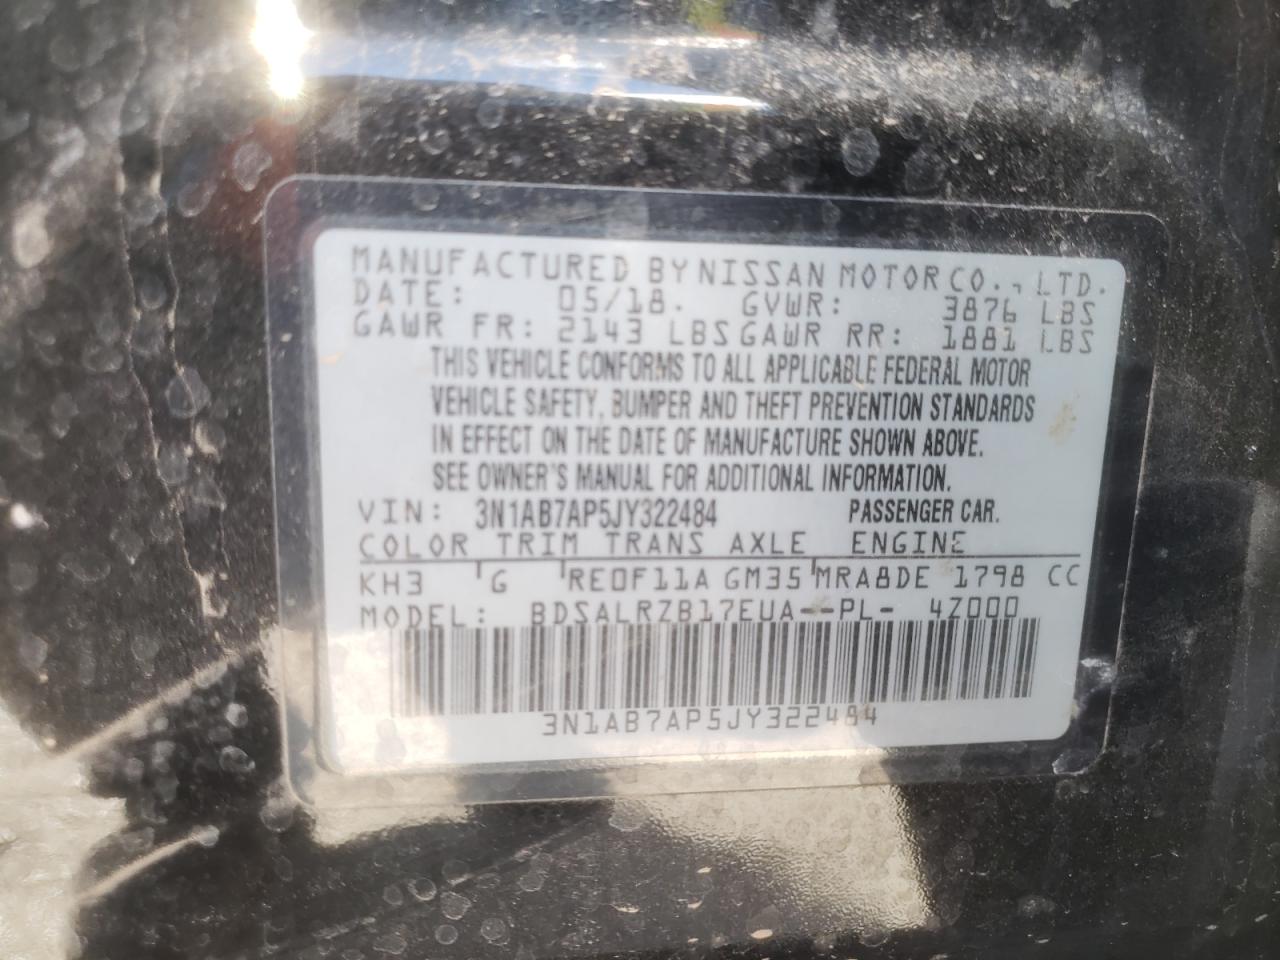 MANUFACTURED BY NISSAN MOTOR CO., LTD.
DATE: 05/18. GVWR: 3876 LBS
GAWR FR: 2143 LBS GAWR RR: 1881 LBS
THIS VEHICLE CONFORMS TO ALL APPLICABLE FEDERAL MOTOR
VEHICLE SAFETY, BUMPER AND THEFT PREVENTION STANDARDS
IN EFFECT ON THE DATE OF MANUFACTURE SHOWN ABOVE.
SEE OWNER'S MANUAL FOR ADDITIONAL INFORMATION.
VIN: 3N1AB7AP5JY322484 PASSENGER CAR.
COLOR TRIM TRANS AXLE ENGINE
KH3 G RE0F11A GM35 MRA8DE 1798 CC
MODEL: BDSALRZB17EUA--PL- 4Z000
3N1AB7AP5JY322484